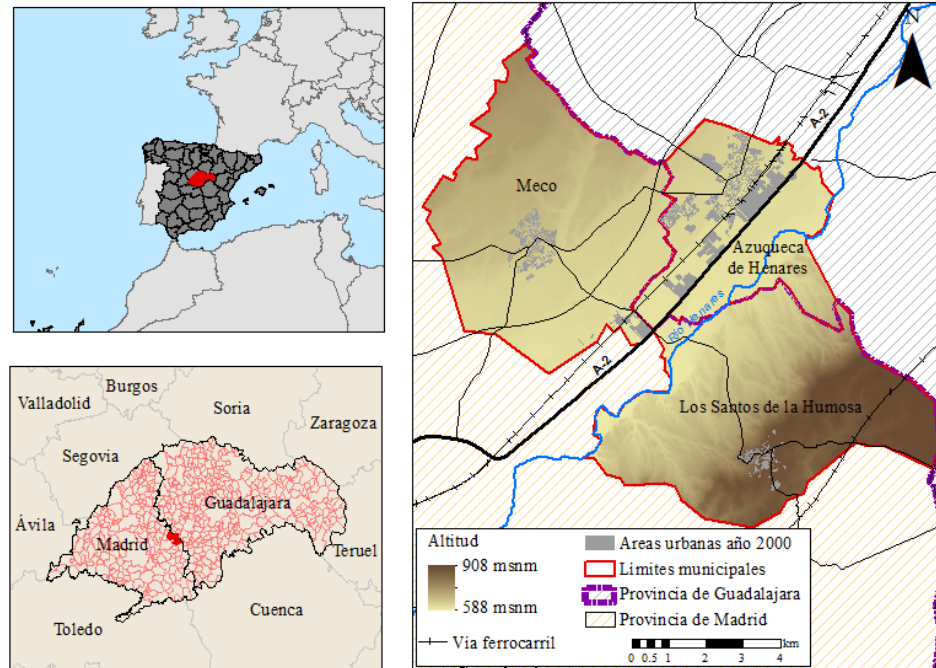 Burgos
Valladolid
Soria
Zaragoza
Segovia
Guadalajara
Ávila
Madrid
Teruel
Cuenca
Toledo
N
A-2
Meco
Azuqueca
de Henares
Río Henares
A-2
Los Santos de la Humosa
Altitud
908 msnm
588 msnm
Via ferrocarril
Areas urbanas año 2000
Limites municipales
Provincia de Guadalajara
Provincia de Madrid
km
0 0.5 1 2 3 4